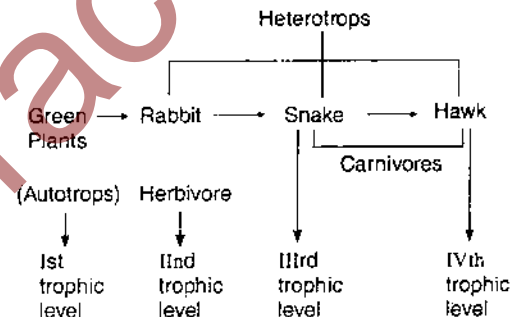 Heterotrops
Green Plants
Rabbit
Snake
Hawk
Carnivores
(Autotrops)
Herbivore
Ist trophic level
IInd trophic level
IIIrd trophic level
IVth trophic level